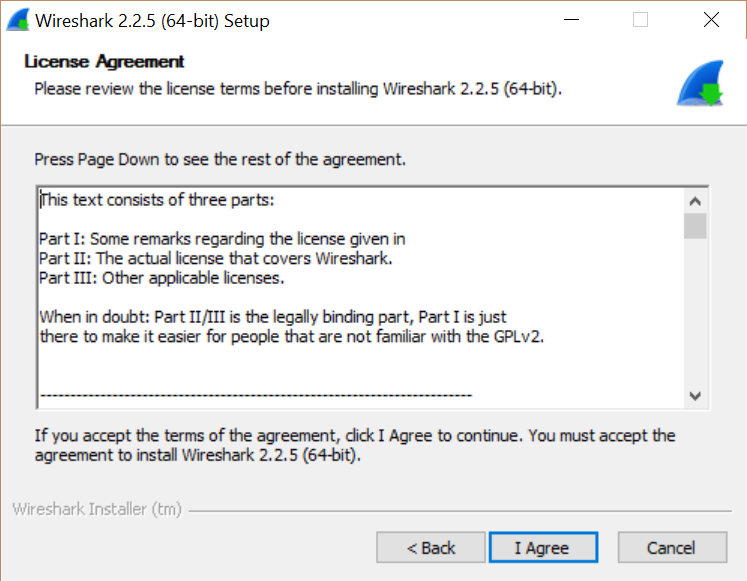 Wireshark 2.2.5 (64-bit) Setup
License Agreement
Please review the license terms before installing Wireshark 2.2.5 (64-bit).
Press Page Down to see the rest of the agreement.
This text consists of three parts:
Part I: Some remarks regarding the license given in
Part II: The actual license that covers Wireshark.
Part III: Other applicable licenses.
When in doubt: Part II/III is the legally binding part, Part I is just
there to make it easier for people that are not familiar with the GPLv2.
------------------------------------------------------------------------
If you accept the terms of the agreement, click I Agree to continue. You must accept the
agreement to install Wireshark 2.2.5 (64-bit).
Wireshark Installer (tm)
< Back
I Agree
Cancel